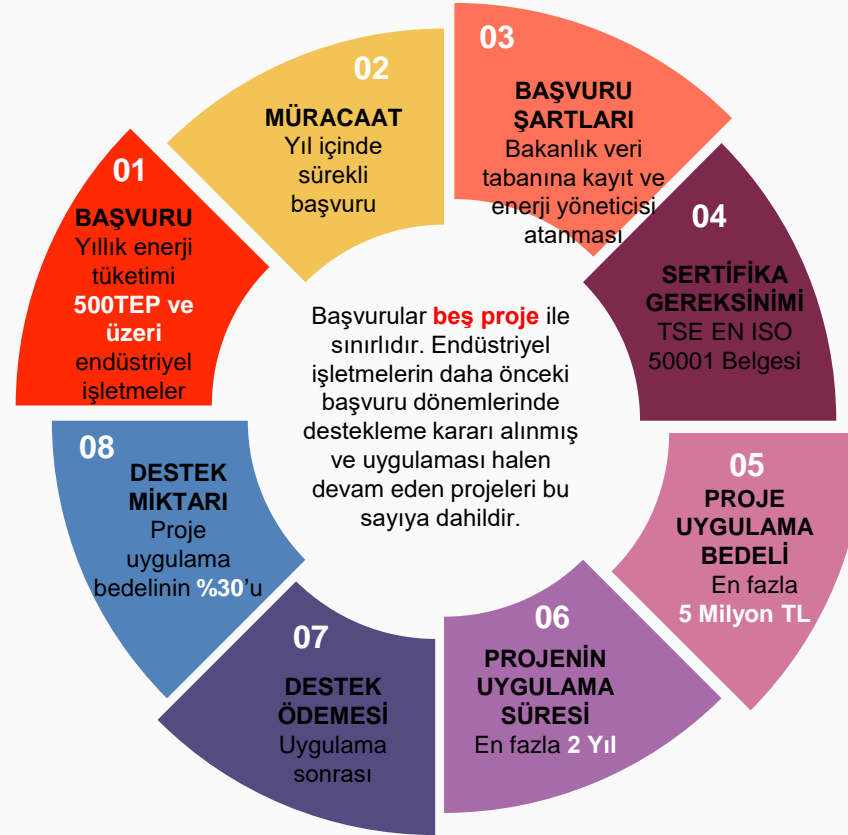 01
BAŞVURU
Yıllık enerji
tüketimi
500TEP ve
üzeri
endüstriyel
işletmeler
02
MÜRACAAT
Yıl içinde
sürekli
başvuru
03
BAŞVURU
ŞARTLARI
Bakanlık veri
tabanına kayıt ve
enerji yöneticisi
atanması
04
SERTİFİKA
GEREKSİNİMİ
TSE EN ISO
50001 Belgesi
05
PROJE
UYGULAMA
BEDELİ
En fazla
5 Milyon TL
06
PROJENİN
UYGULAMA
SÜRESİ
En fazla 2 Yıl
07
DESTEK
ÖDEMESİ
Uygulama
sonrası
08
DESTEK
MİKTARI
Proje
uygulama
bedelinin %30'u
Başvurular beş proje ile
sınırlıdır. Endüstriyel
işletmelerin daha önceki
başvuru dönemlerinde
destekleme kararı alınmış
ve uygulaması halen
devam eden projeleri bu
sayıya dahildir.